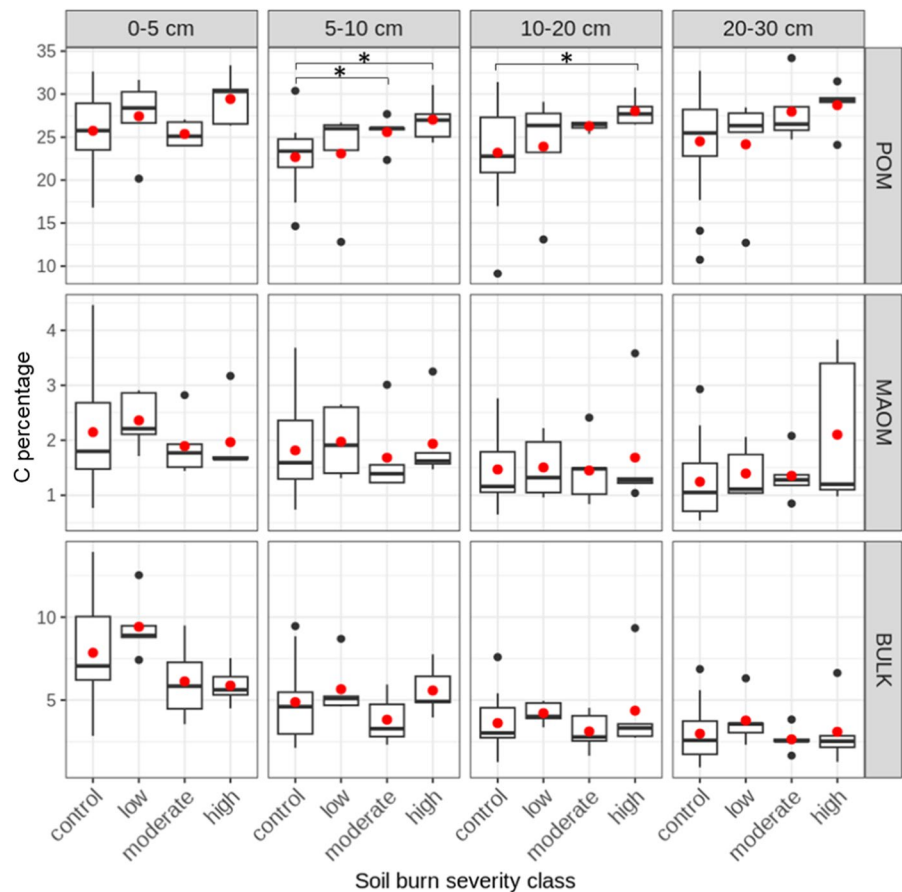 0-5 cm 5-10 cm 10-20 cm 20-30 cm
35
30
25
20
15
10
* * *
POM
C percentage
4
3
2
1
MAOM
10
5
BULK
control low moderate high control low moderate high control low moderate high control low moderate high
Soil burn severity class